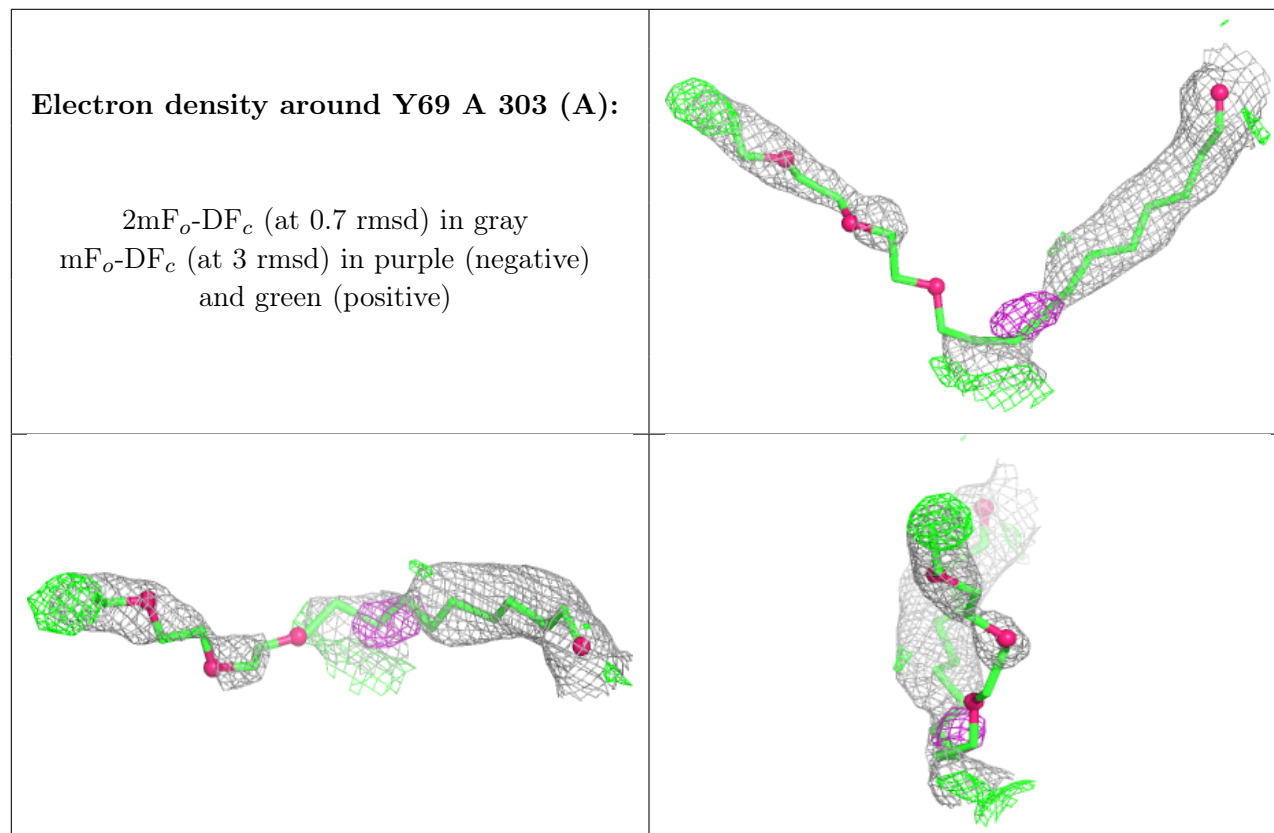 Electron density around Y69 A 303 (A):
2mFo-DFc (at 0.7 rmsd) in gray
mFo-DFc (at 3 rmsd) in purple (negative)
and green (positive)